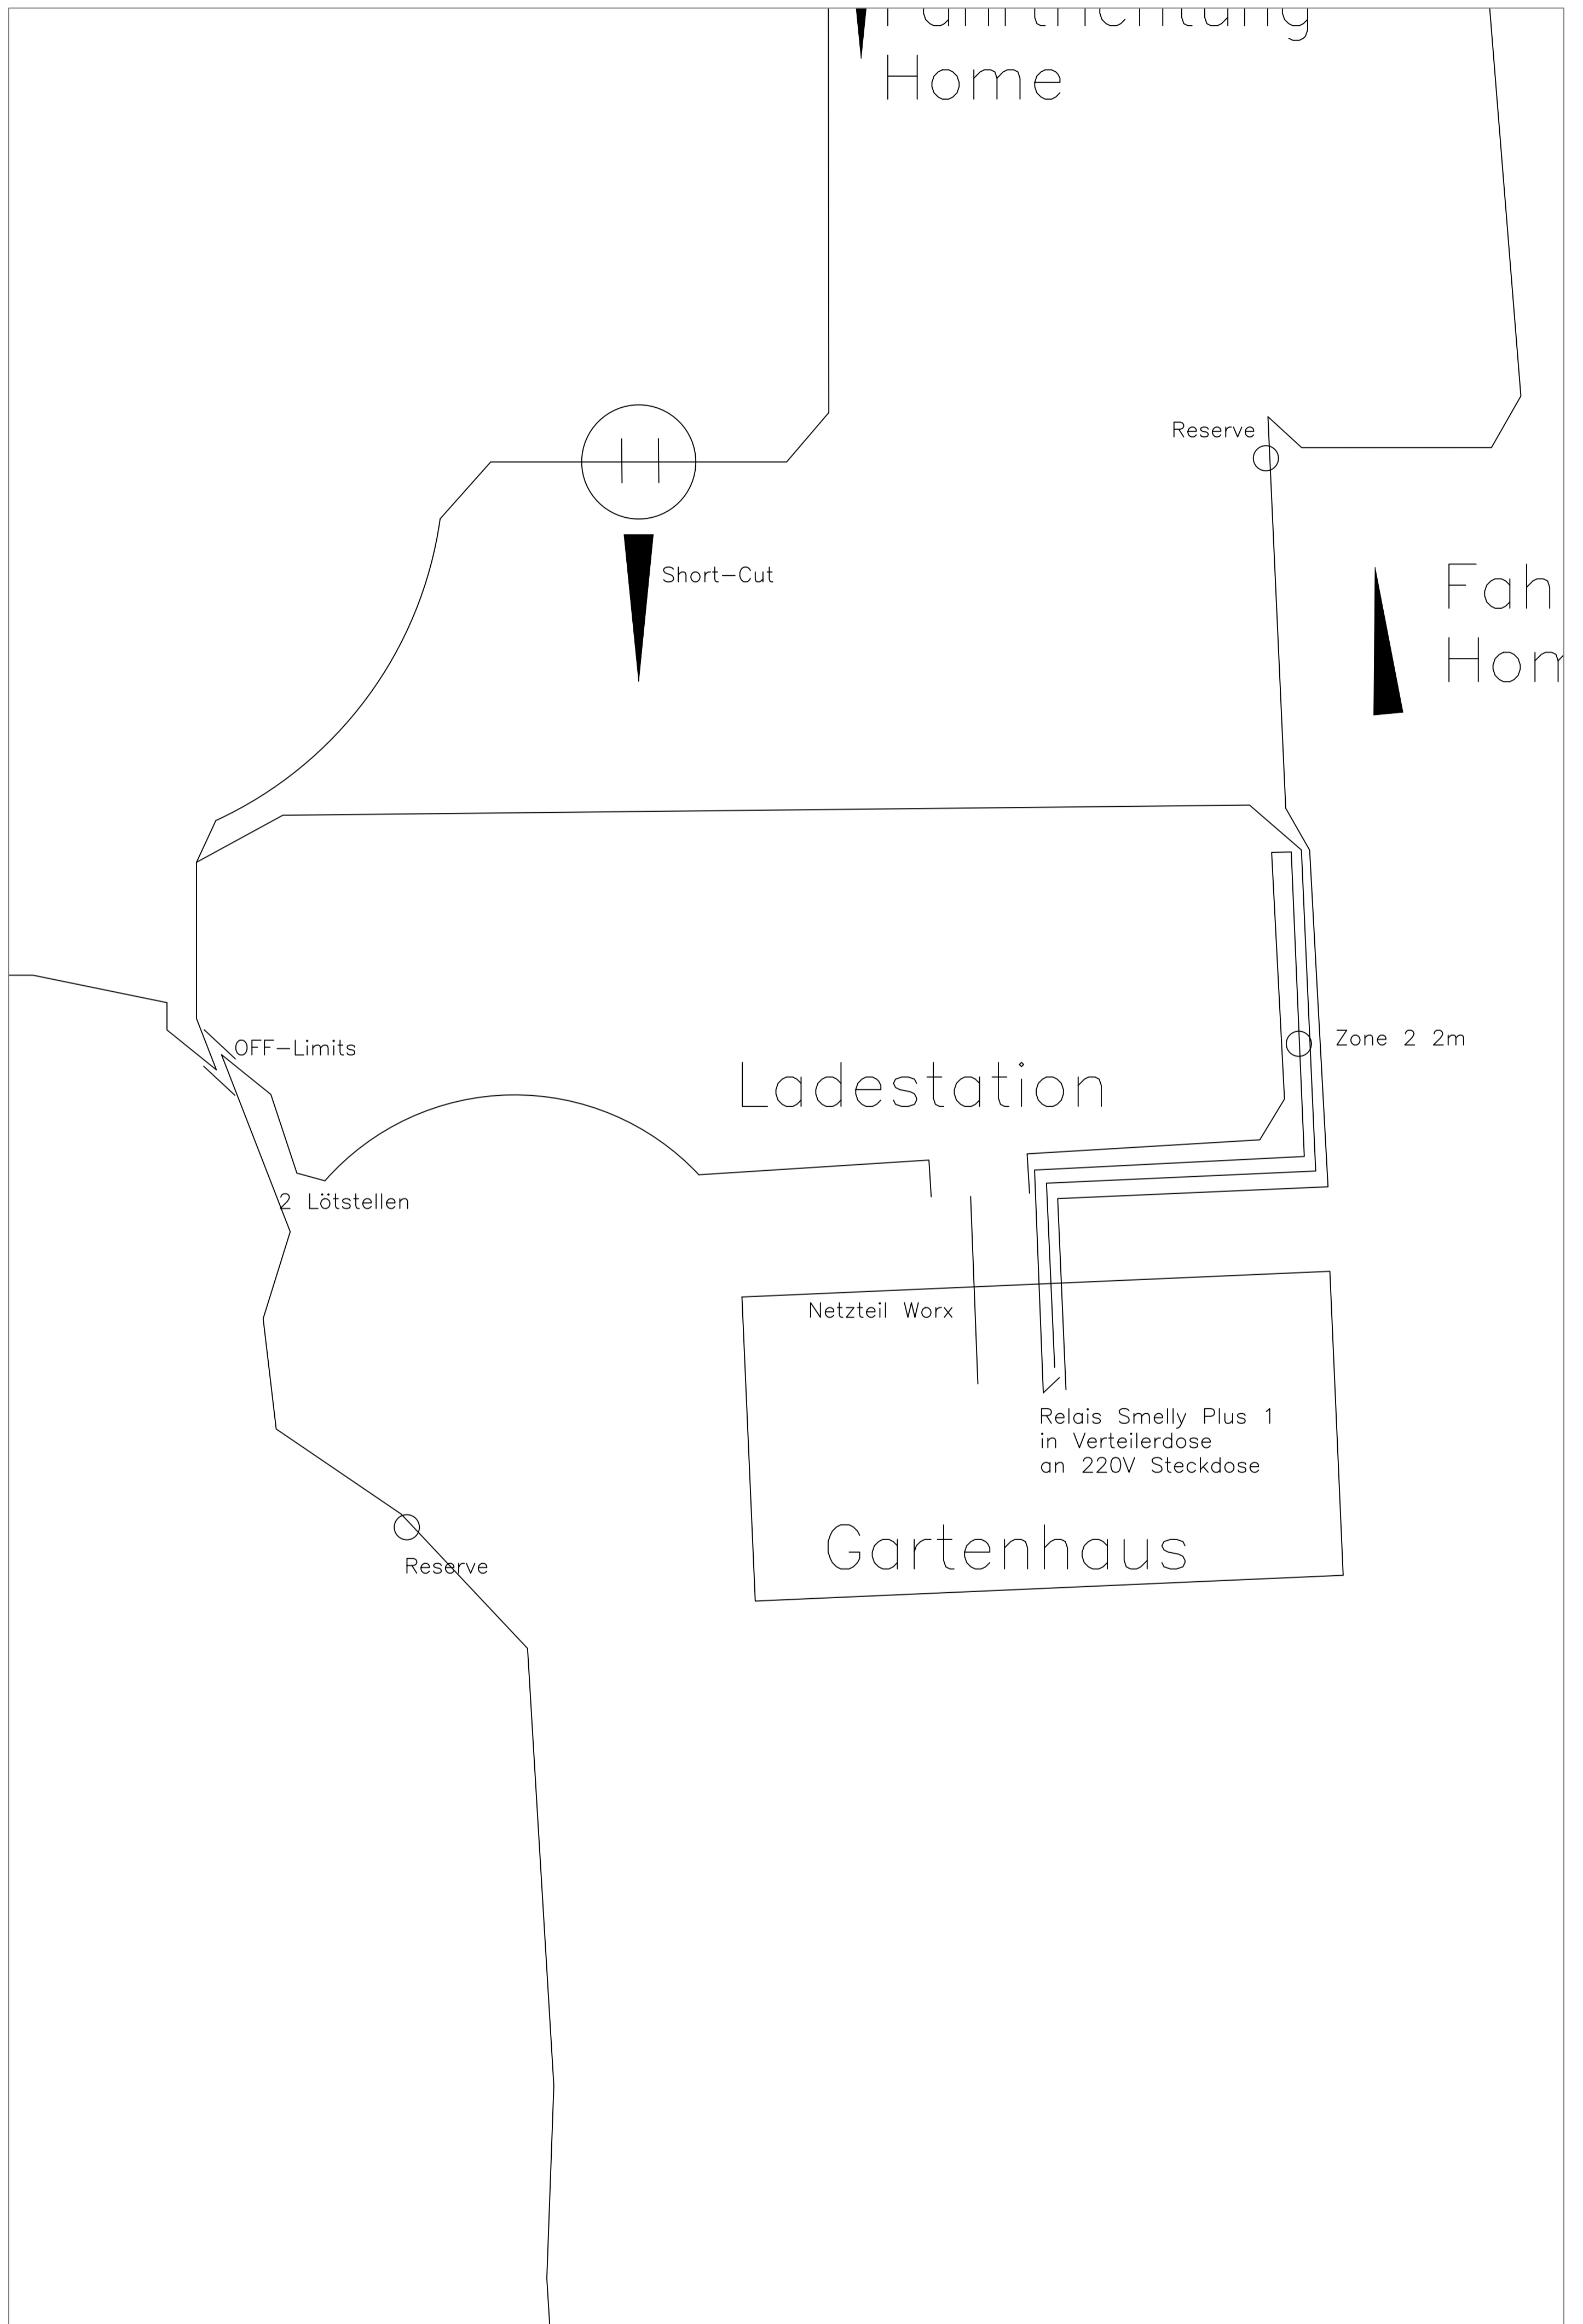 Fahrtrichtung
Home
Reserve
Short-Cut
Fah
Hom
OFF-Limits
Zone 2 2m
Ladestation
2 Lötstellen
Netzteil Worx
Relais Smelly Plus 1
in Verteilerdose
an 220V Steckdose
Gartenhaus
Reserve